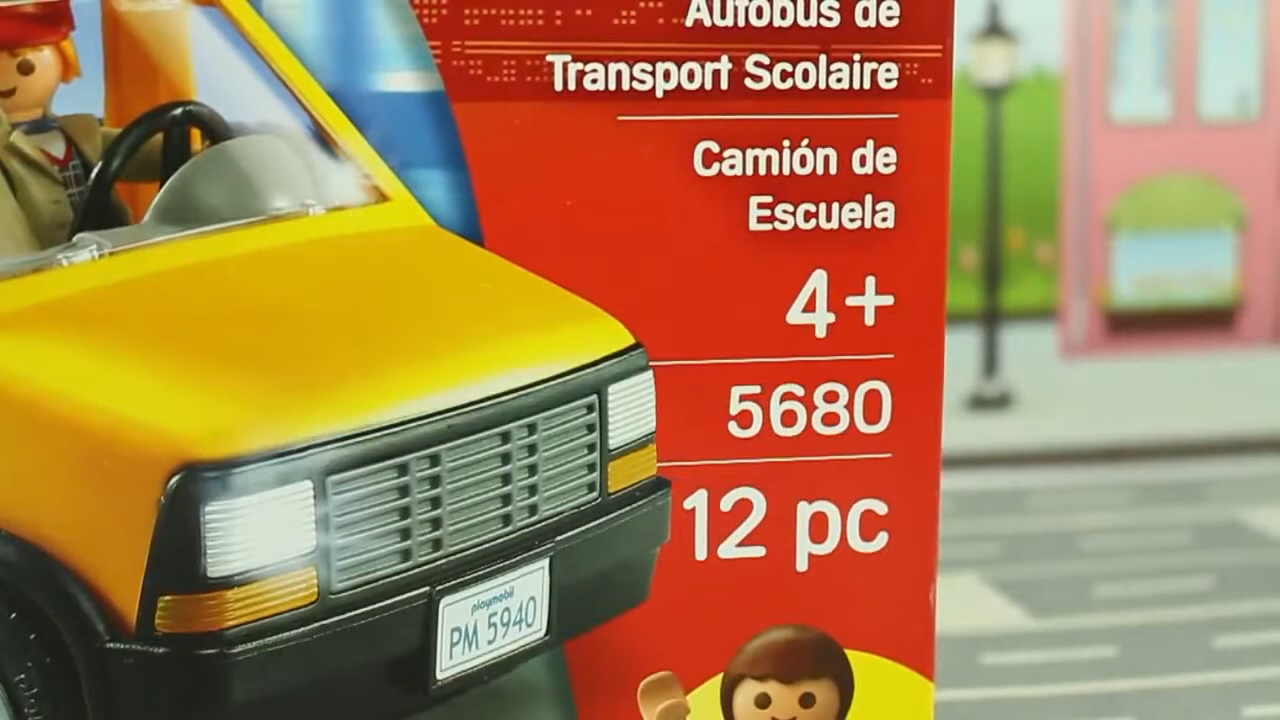 Autobus de
Transport Scolaire
Camión de
Escuela
4+
5680
12 pc
playmobil
PM 5940